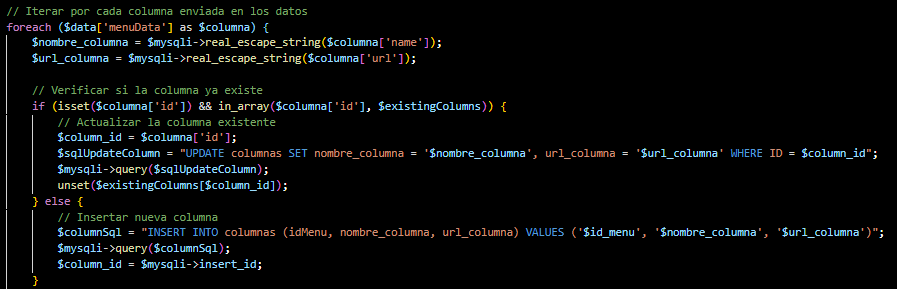 // Iterar por cada columna enviada en los datos
foreach ($data['menuData'] as $columna) {
    $nombre_columna = $mysqli->real_escape_string($columna['name']);
    $url_columna = $mysqli->real_escape_string($columna['url']);

    // Verificar si la columna ya existe
    if (isset($columna['id']) && in_array($columna['id'], $existingColumns)) {
        // Actualizar la columna existente
        $column_id = $columna['id'];
        $sqlUpdateColumn = "UPDATE columnas SET nombre_columna = '$nombre_columna', url_columna = '$url_columna' WHERE ID = $column_id";
        $mysqli->query($sqlUpdateColumn);
        unset($existingColumns[$column_id]);
    } else {
        // Insertar nueva columna
        $columnSql = "INSERT INTO columnas (idMenu, nombre_columna, url_columna) VALUES ('$id_menu', '$nombre_columna', '$url_columna')";
        $mysqli->query($columnSql);
        $column_id = $mysqli->insert_id;
    }